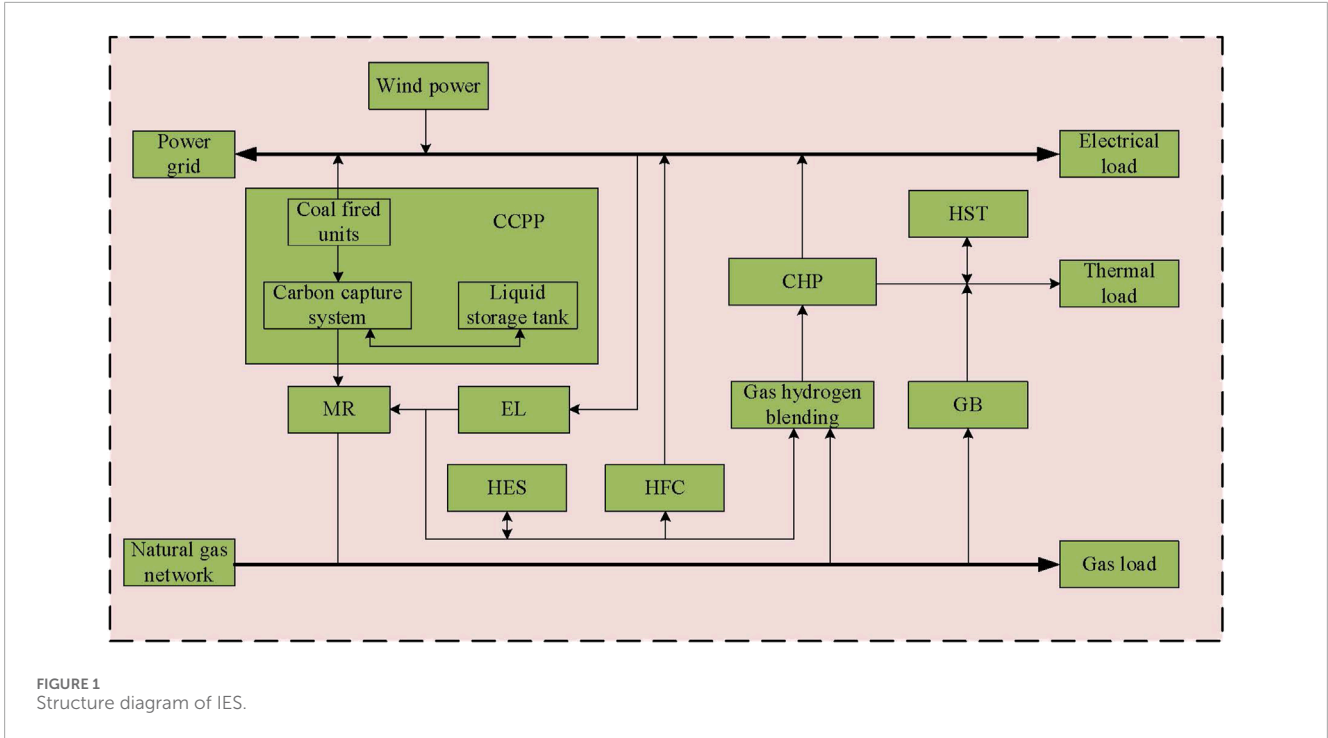 Wind power
Power
grid
Electrical
load
Coal fired
units
CCPP
HST
Carbon capture
system
Liquid
storage tank
CHP
Thermal
load
MR
EL
Gas hydrogen
blending
GB
HES
HFC
Natural gas
network
Gas load
FIGURE 1
Structure diagram of IES.